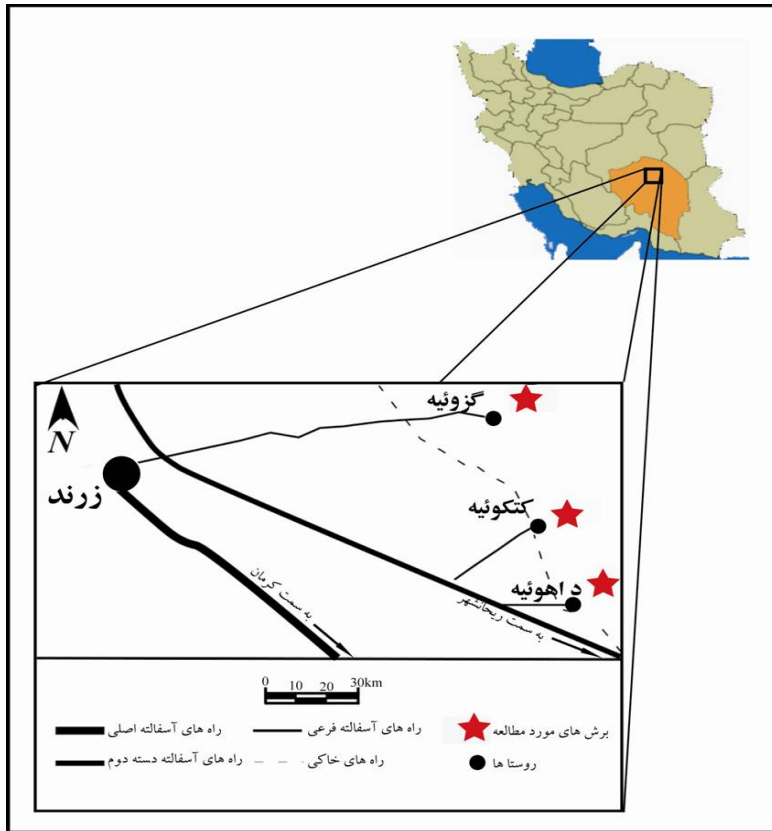 گزوئیه
N
زرند
کتکوئیه
داهوئیه
به سمت کرمان
به سمت ریحانشهر
0 10 20 30km
برش های مورد مطالعه
راه های آسفالته فرعی
راه های آسفالته اصلی
روستا ها
راه های خاکی
راه های آسفالته دسته دوم